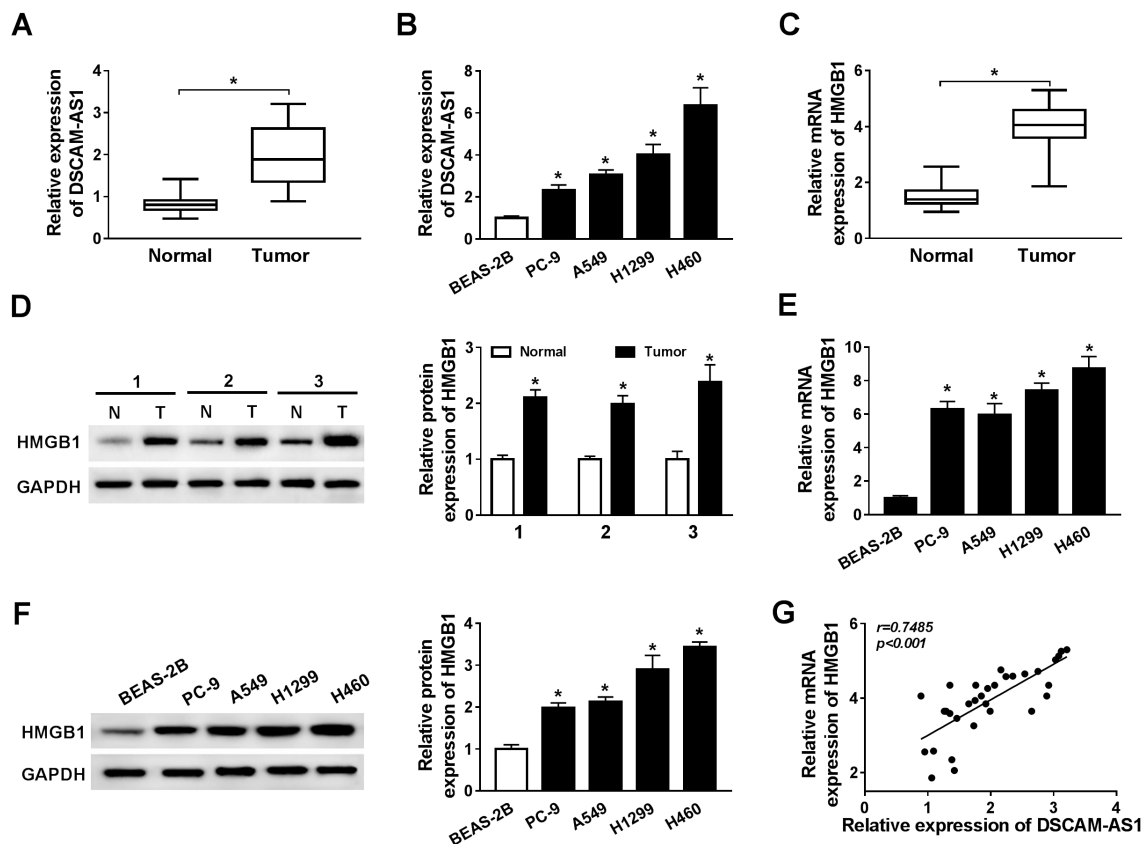 A
Relative expression
of DSCAM-AS1
4
3
2
1
0
*
Normal
Tumor
B
Relative expression
of DSCAM-AS1
8
6
4
2
0
*
*
*
*
BEAS-2B
PC-9
A549
H1299
H460
C
Relative mRNA
expression of HMGB1
6
4
2
0
*
Normal
Tumor
D
1
2
3
N
T
N
T
N
T
HMGB1
GAPDH
Relative protein
expression of HMGB1
3
2
1
0
Normal
Tumor
*
*
*
1
2
3
E
Relative mRNA
expression of HMGB1
10
8
6
4
2
0
*
*
*
*
BEAS-2B
PC-9
A549
H1299
H460
F
BEAS-2B
PC-9
A549
H1299
H460
HMGB1
GAPDH
Relative protein
expression of HMGB1
4
3
2
1
0
*
*
*
*
BEAS-2B
PC-9
A549
H1299
H460
G
Relative mRNA
expression of HMGB1
6
4
2
r=0.7485
p<0.001
0
1
2
3
4
Relative expression of DSCAM-AS1